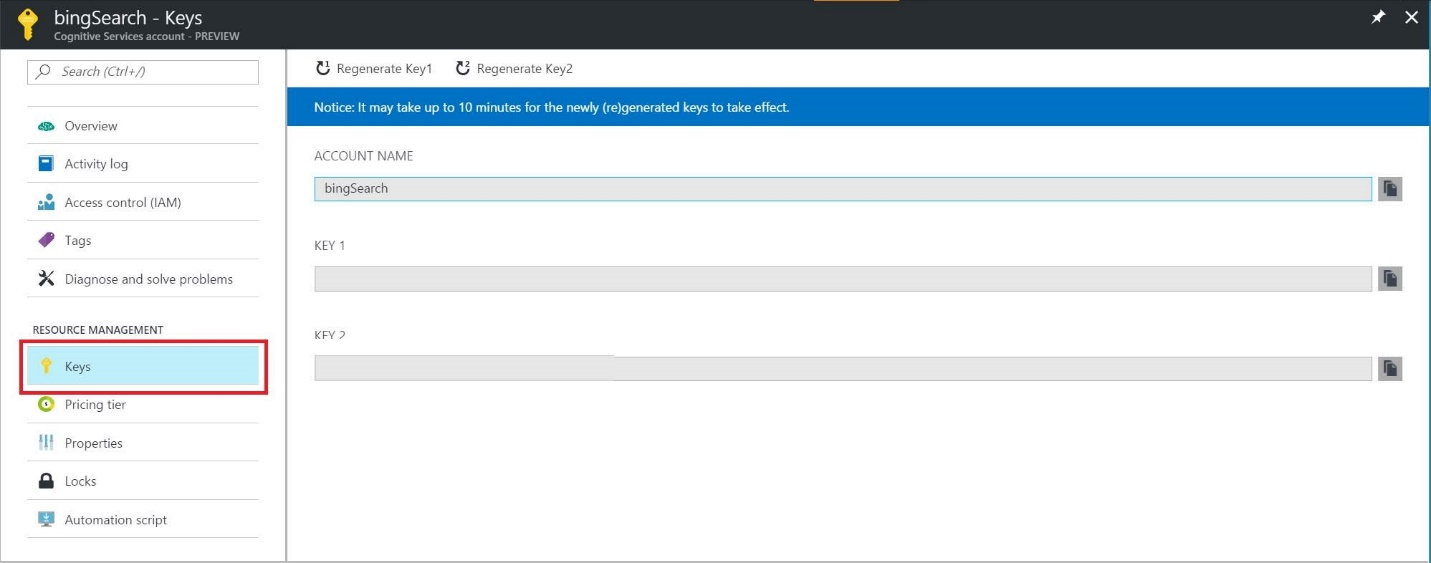 bingSearch - Keys
Cognitive Services account - PREVIEW
Search (Ctrl+/)
Overview
Activity log
Access control (IAM)
Tags
Diagnose and solve problems
RESOURCE MANAGEMENT
Keys
Pricing tier
Properties
Locks
Automation script
1 Regenerate Key1 2 Regenerate Key2
Notice: It may take up to 10 minutes for the newly (re)generated keys to take effect.
ACCOUNT NAME
bingSearch
KEY 1
KEY 2